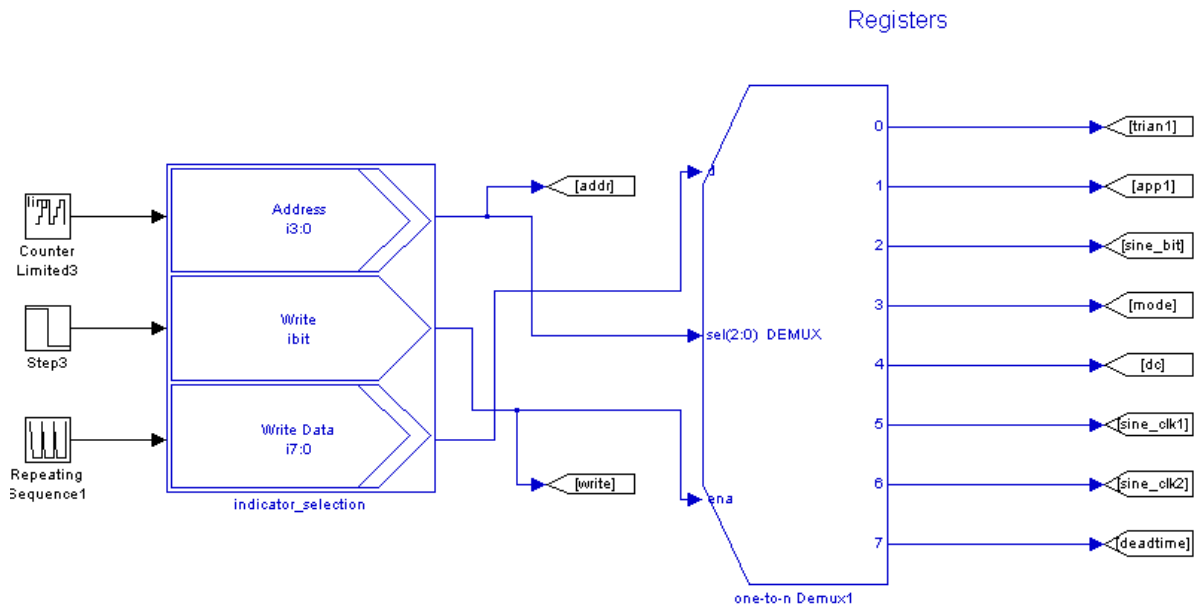 Registers
lim
Counter
Limited3
Step3
Repeating
Sequence1
Address
i3:0
Write
ibit
Write Data
i7:0
indicator_selection
[addr]
[write]
d
sel(2:0) DEMUX
ena
0
1
2
3
4
5
6
7
one-to-n Demux1
[trian1]
[app1]
[sine_bit]
[mode]
[dc]
[sine_clk1]
[sine_clk2]
[deadtime]